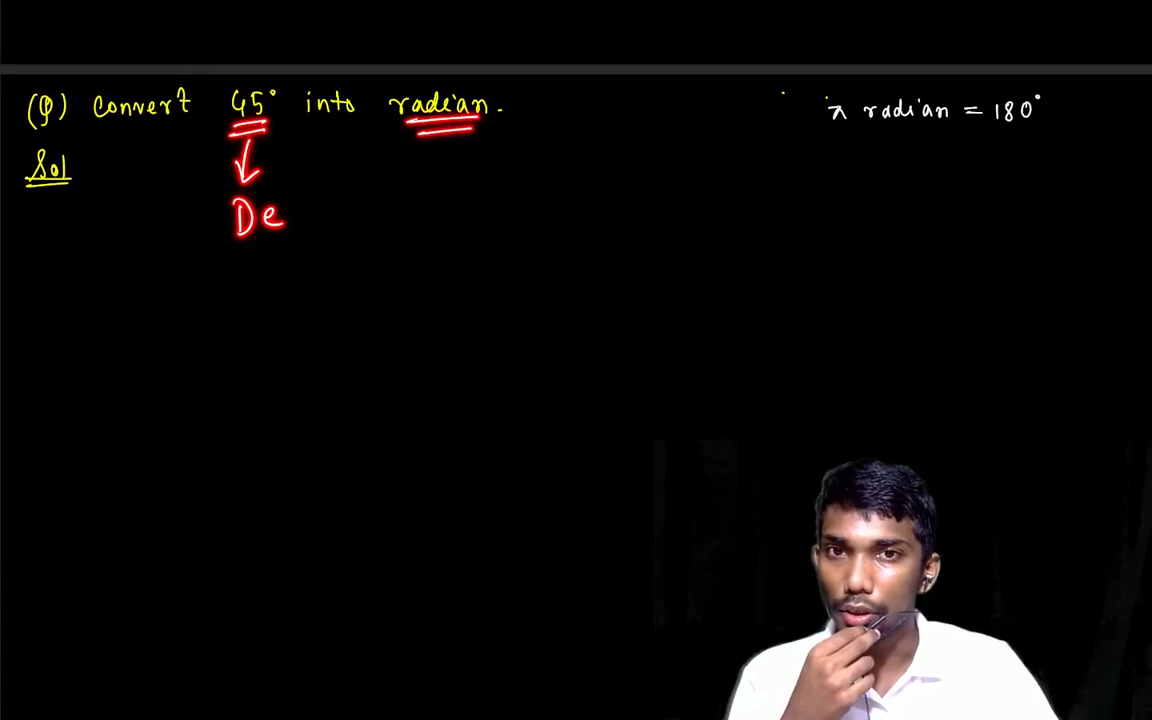 (Q) Convert 45° into radian.
π radian = 180°
Sol
De